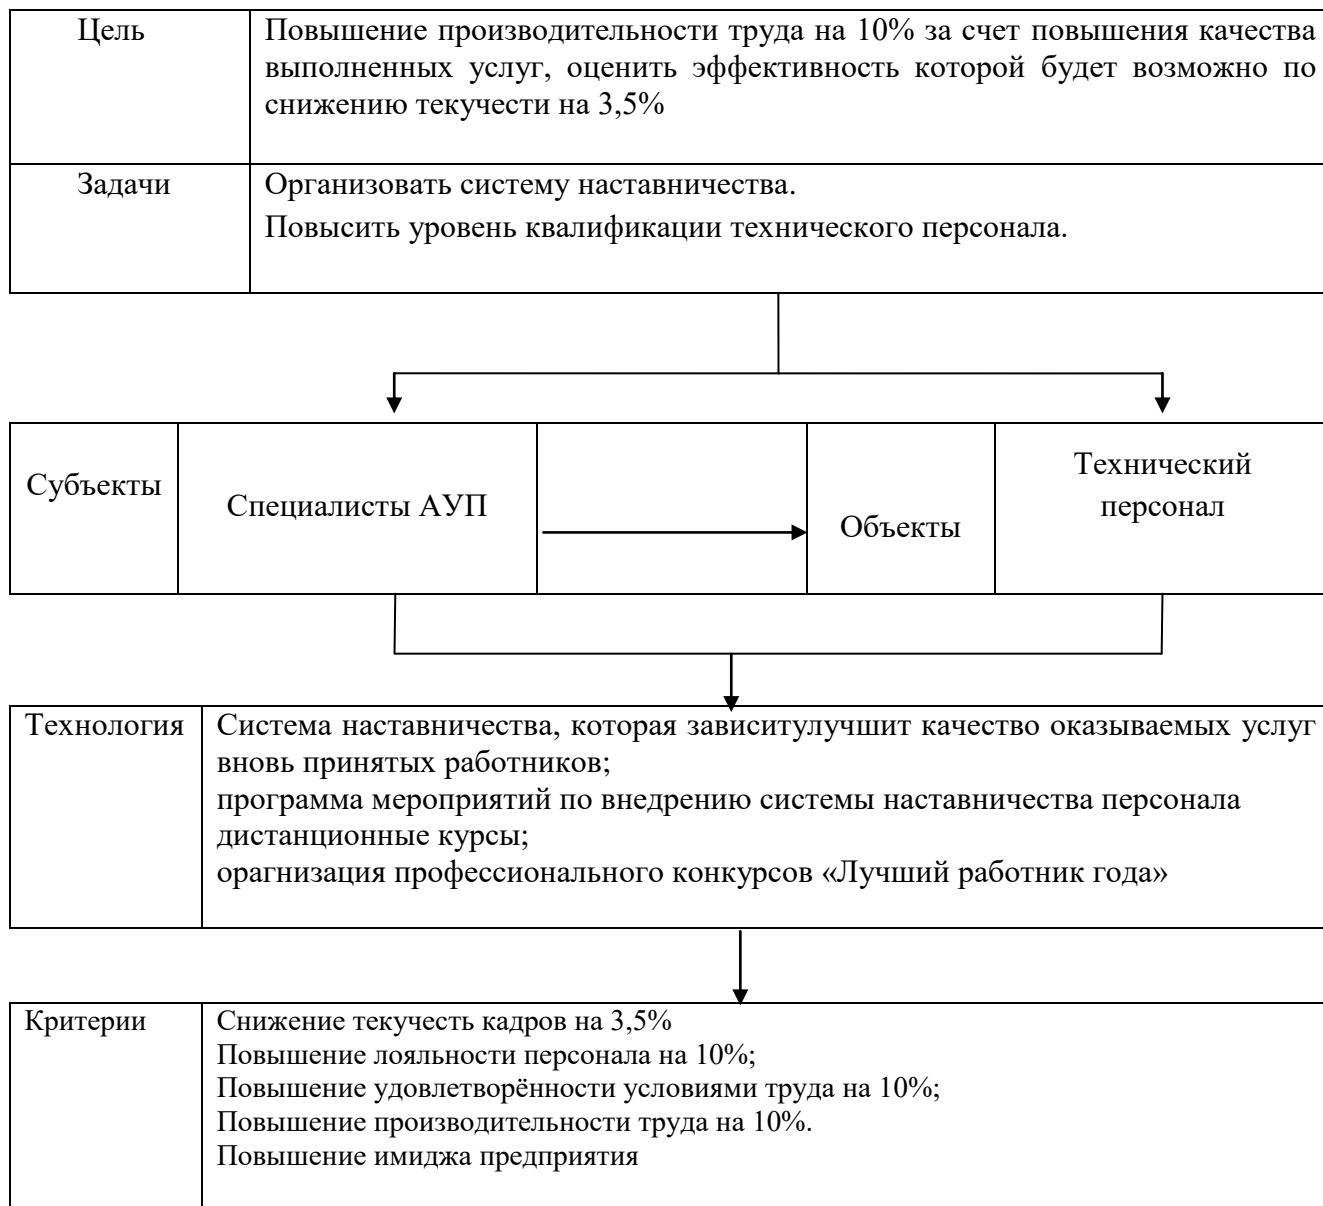 Цель
Повышение производительности труда на 10% за счет повышения качества
выполненных услуг, оценить эффективность которой будет возможно по
снижению текучести на 3,5%
Задачи
Организовать систему наставничества.
Повысить уровень квалификации технического персонала.
Субъекты
Специалисты АУП
Объекты
Технический
персонал
Технология
Система наставничества, которая зависитулучшит качество оказываемых услуг
вновь принятых работников;
программа мероприятий по внедрению системы наставничества персонала
дистанционные курсы;
орагнизация профессионального конкурсов «Лучший работник года»
Критерии
Снижение текучесть кадров на 3,5%
Повышение лояльности персонала на 10%;
Повышение удовлетворённости условиями труда на 10%;
Повышение производительности труда на 10%.
Повышение имиджа предприятия